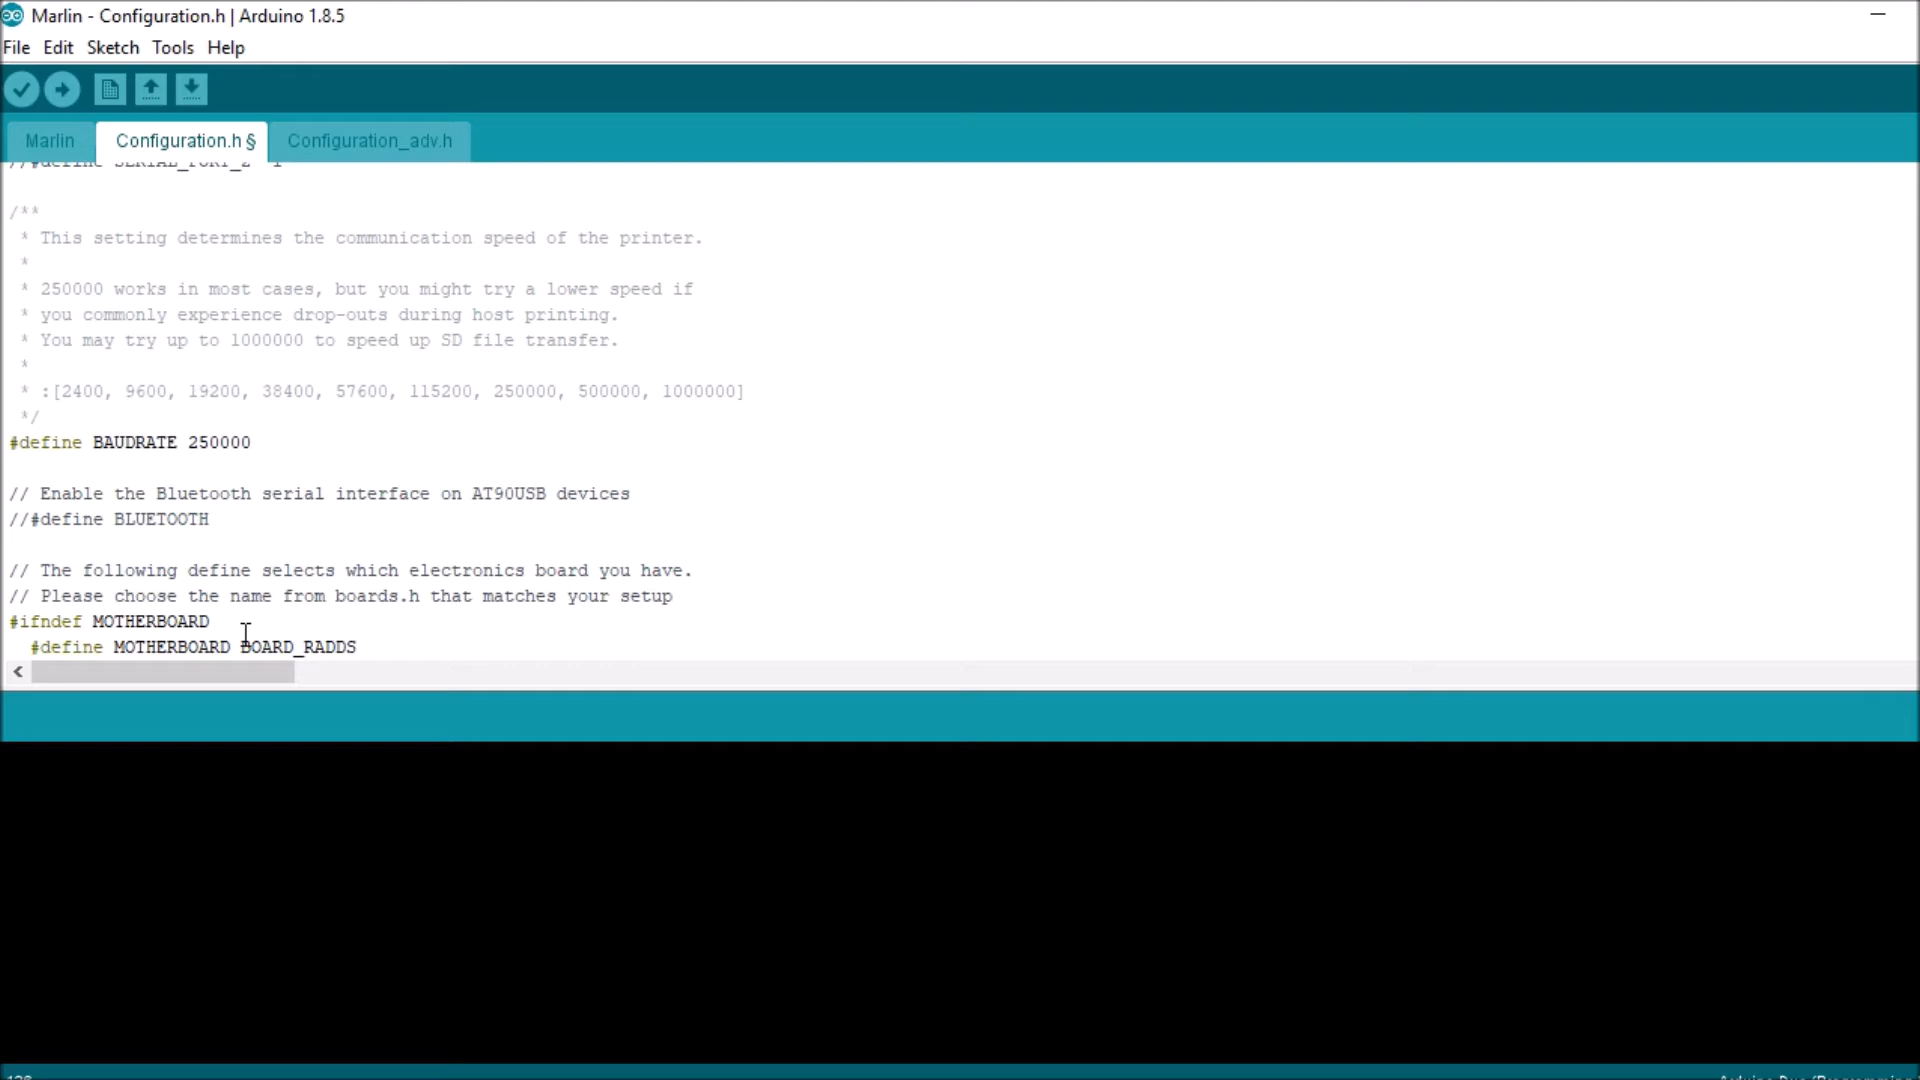 Marlin - Configuration.h | Arduino 1.8.5
File Edit Sketch Tools Help
Marlin Configuration.h § Configuration_adv.h
//#define SERIAL_PORT_2 -1
/**
 * This setting determines the communication speed of the printer.
 *
 * 250000 works in most cases, but you might try a lower speed if
 * you commonly experience drop-outs during host printing.
 * You may try up to 1000000 to speed up SD file transfer.
 *
 * :[2400, 9600, 19200, 38400, 57600, 115200, 250000, 500000, 1000000]
 */
#define BAUDRATE 250000
// Enable the Bluetooth serial interface on AT90USB devices
//#define BLUETOOTH
// The following define selects which electronics board you have.
// Please choose the name from boards.h that matches your setup
#ifndef MOTHERBOARD
  #define MOTHERBOARD BOARD_RADDS